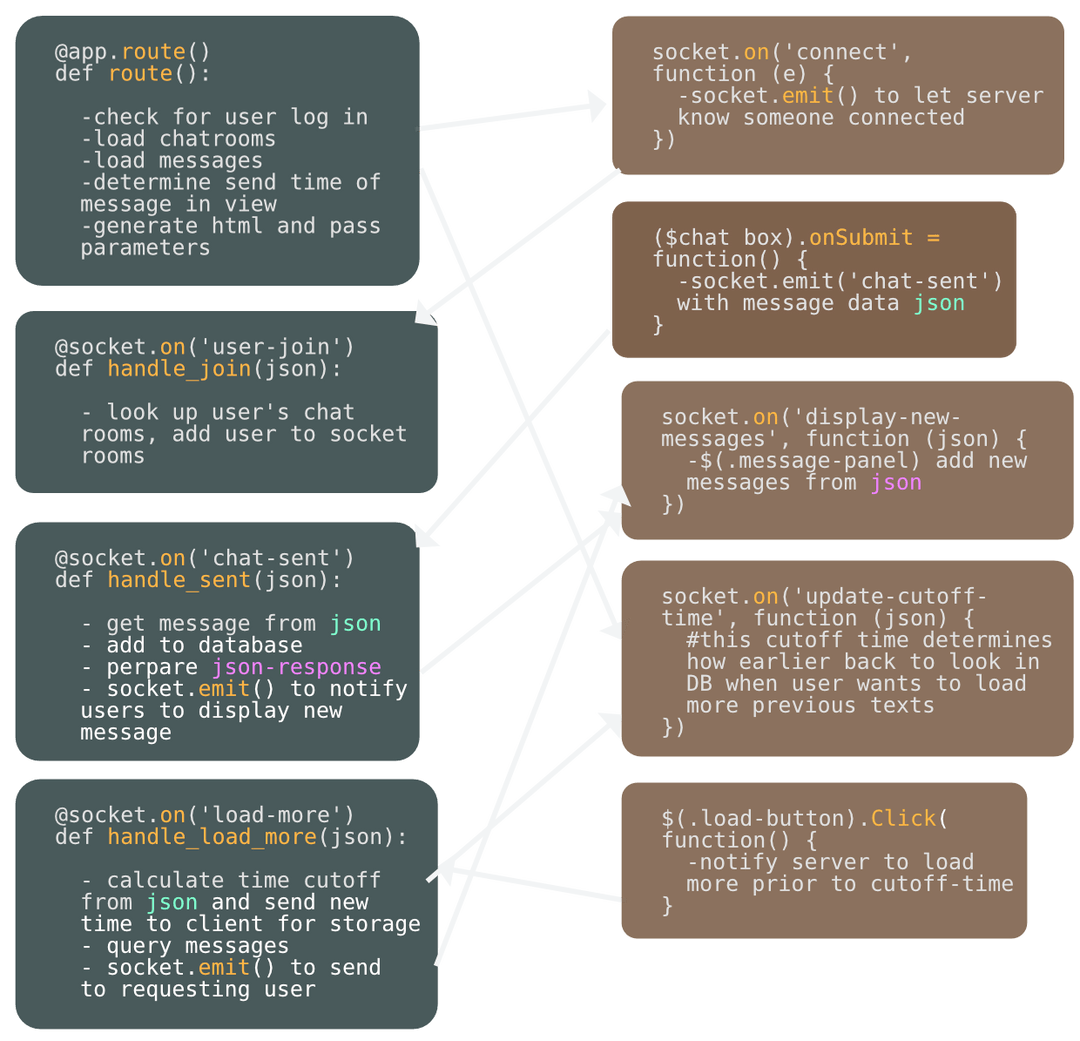 @app.route()
def route():
-check for user log in
-load chatrooms
-load messages
-determine send time of
message in view
-generate html and pass
parameters
@socket.on('user-join')
def handle_join(json):
- look up user's chat
rooms, add user to socket
rooms
@socket.on('chat-sent')
def handle_sent(json):
- get message from json
- add to database
- perpare json-response
- socket.emit() to notify
users to display new
message
@socket.on('load-more')
def handle_load_more(json):
- calculate time cutoff
from json and send new
time to client for storage
- query messages
- socket.emit() to send
to requesting user
socket.on('connect',
function (e) {
-socket.emit() to let server
know someone connected
})
($chat box).onSubmit =
function() {
-socket.emit('chat-sent')
with message data json
}
socket.on('display-new-
messages', function (json) {
-$(.message-panel) add new
messages from json
})
socket.on('update-cutoff-
time', function (json) {
#this cutoff time determines
how earlier back to look in
DB when user wants to load
more previous texts
})
$(.load-button).Click(
function() {
-notify server to load
more prior to cutoff-time
}